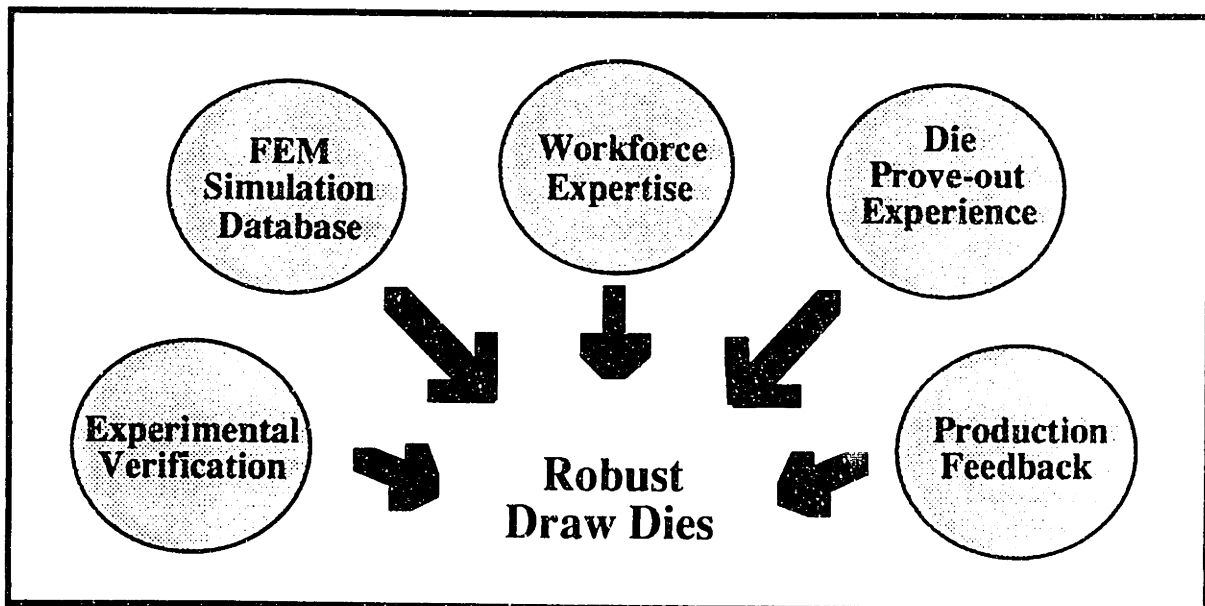 FEM
Simulation
Database
Workforce
Expertise
Die
Prove-out
Experience
Experimental
Verification
Robust
Draw Dies
Production
Feedback